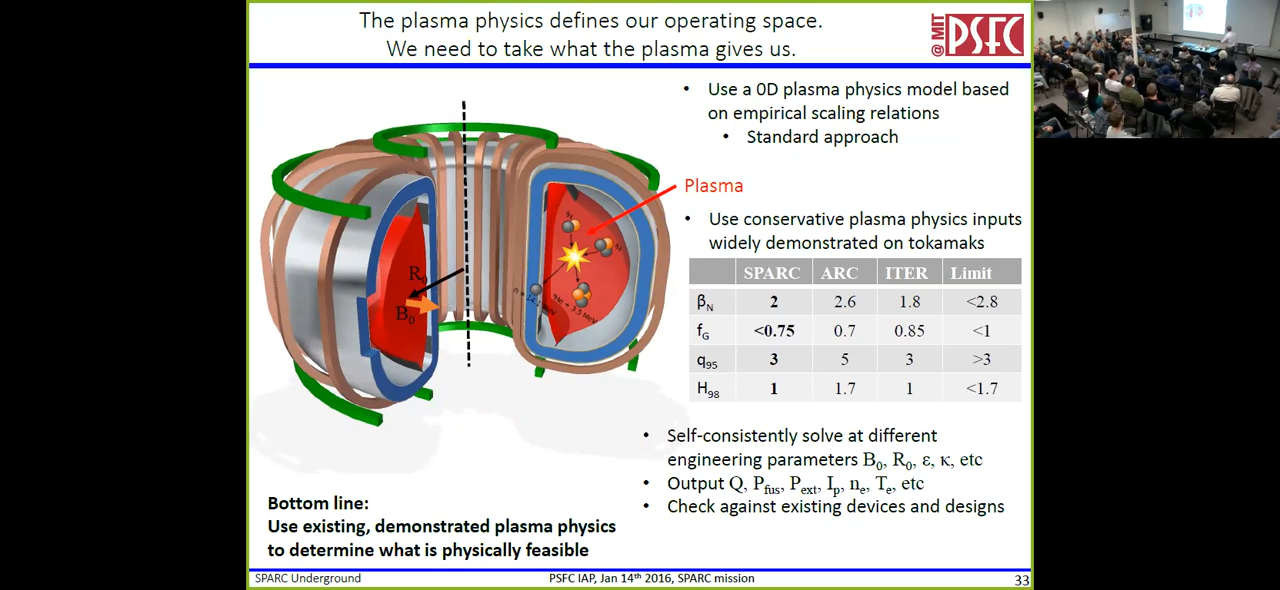 The plasma physics defines our operating space.
We need to take what the plasma gives us.
@MIT
PSFC
• Use a 0D plasma physics model based
on empirical scaling relations
• Standard approach
Plasma
• Use conservative plasma physics inputs
widely demonstrated on tokamaks
SPARC ARC ITER Limit
βN 2 2.6 1.8 <2.8
fG <0.75 0.7 0.85 <1
q95 3 5 3 >3
H98 1 1.7 1 <1.7
R0
B0
• Self-consistently solve at different
engineering parameters B0, R0, ε, κ, etc
• Output Q, Pfus, Pext, Ip, ne, Te, etc
• Check against existing devices and designs
Bottom line:
Use existing, demonstrated plasma physics
to determine what is physically feasible
SPARC Underground
PSFC IAP, Jan 14th 2016, SPARC mission
33